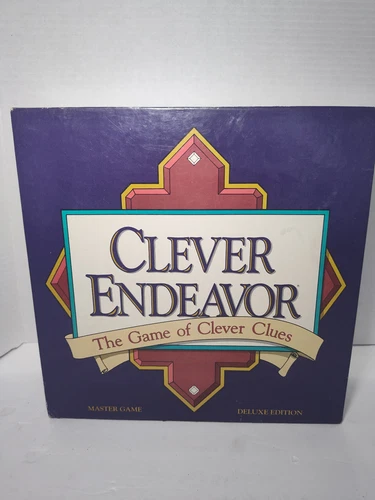 CLEVER
ENDEAVOR
The Game of Clever Clues
MASTER GAME
DELUXE EDITION